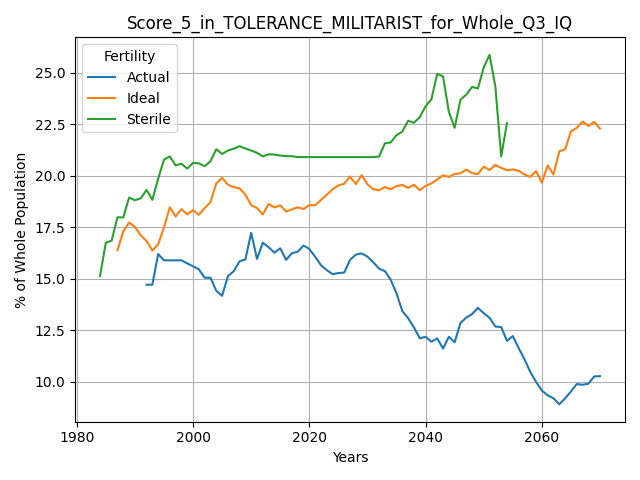 Score_5_in_TOLERANCE_MILITARIST_for_Whole_Q3_IQ
Fertility
Actual
Ideal
Sterile
% of Whole Population
25.0
22.5
20.0
17.5
15.0
12.5
10.0
1980
2000
2020
2040
2060
Years